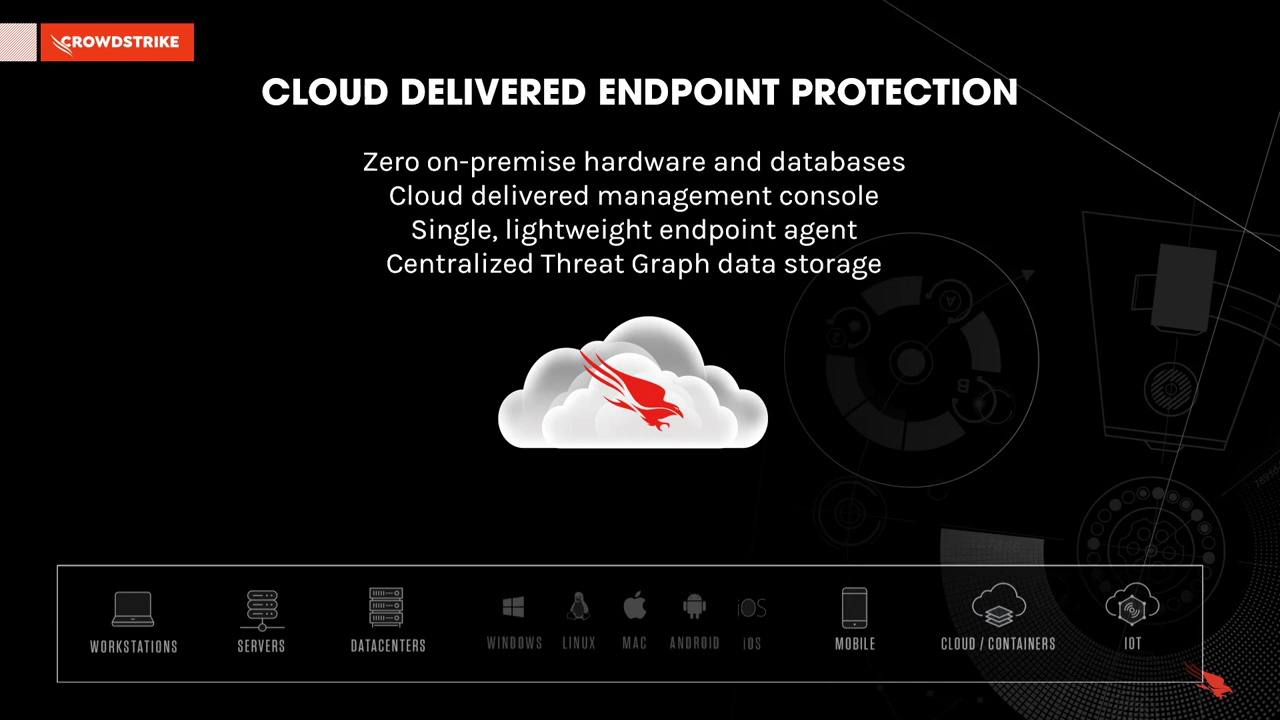 CROWDSTRIKE
CLOUD DELIVERED ENDPOINT PROTECTION
Zero on-premise hardware and databases
Cloud delivered management console
Single, lightweight endpoint agent
Centralized Threat Graph data storage
A
2
B
WORKSTATIONS
SERVERS
DATACENTERS
WINDOWS
LINUX
MAC
ANDROID
iOS
iOS
MOBILE
CLOUD / CONTAINERS
IOT